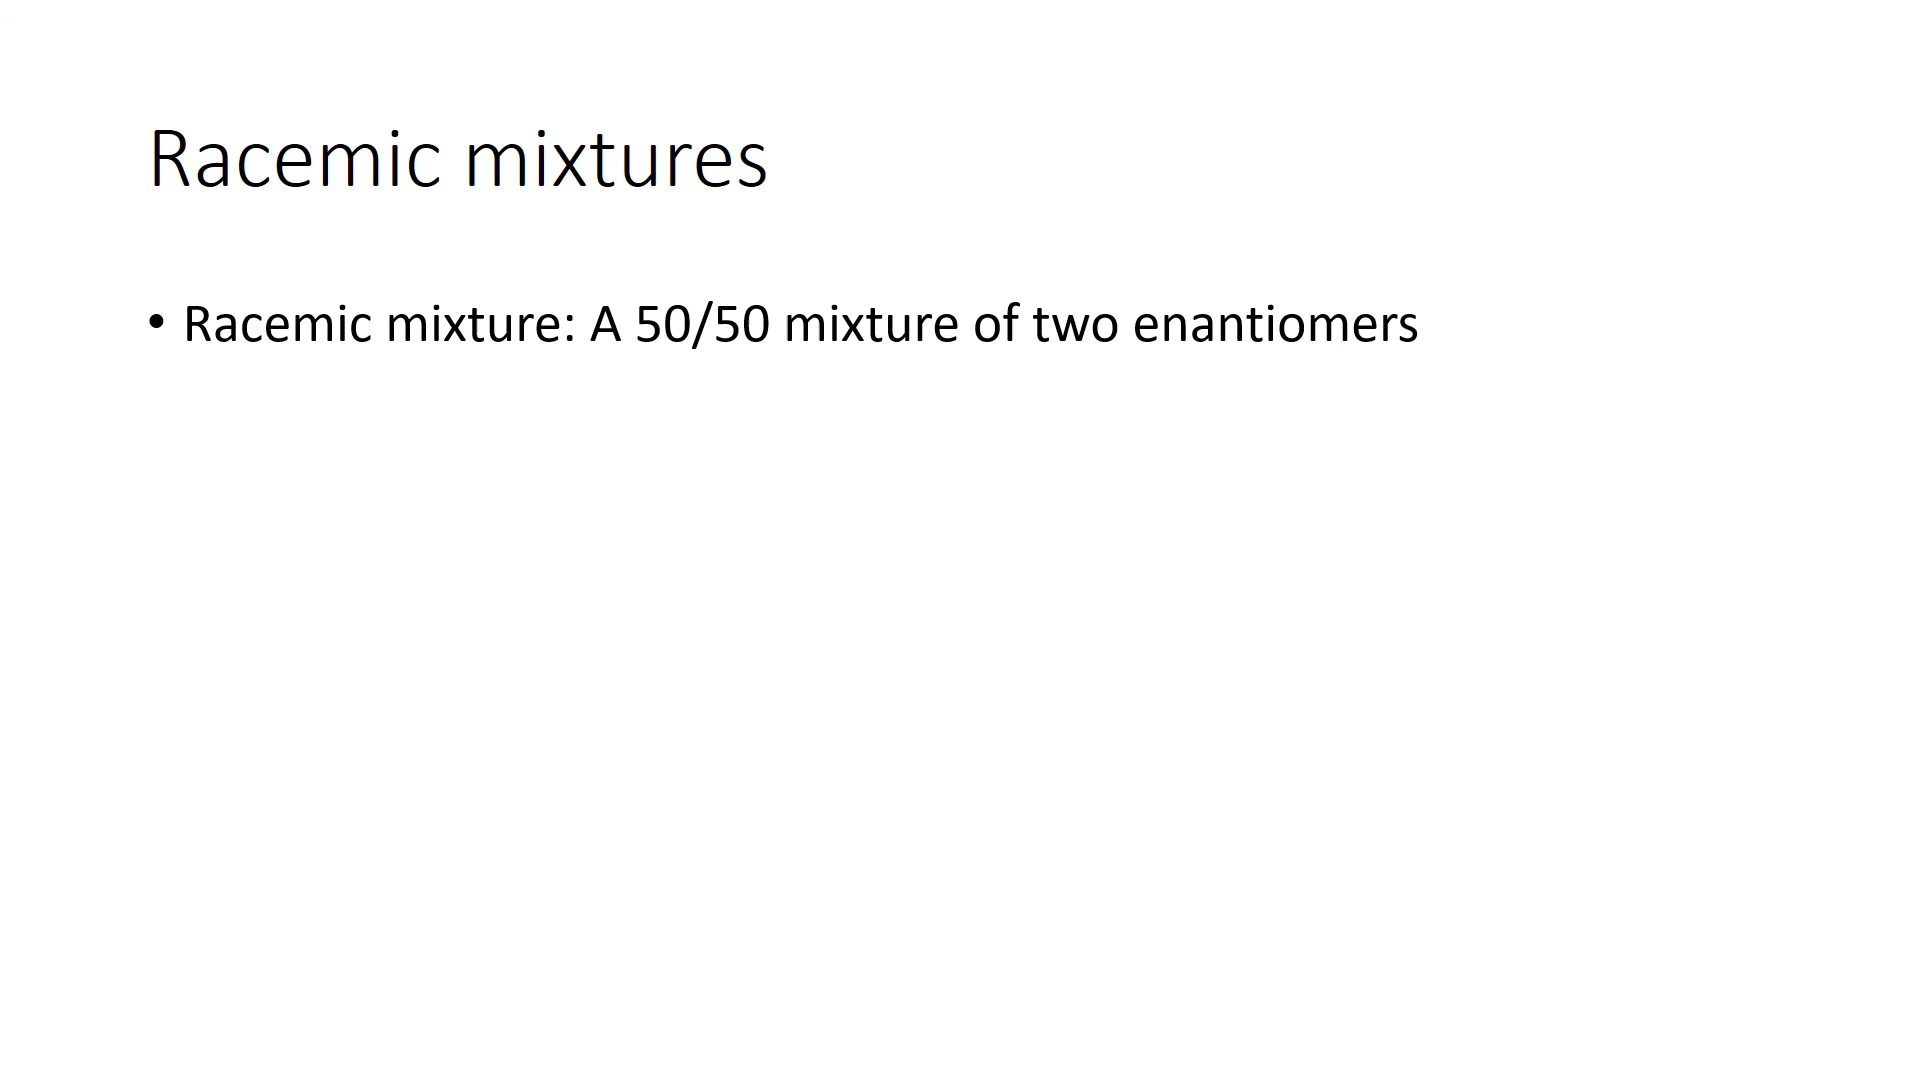 Racemic mixtures
• Racemic mixture: A 50/50 mixture of two enantiomers